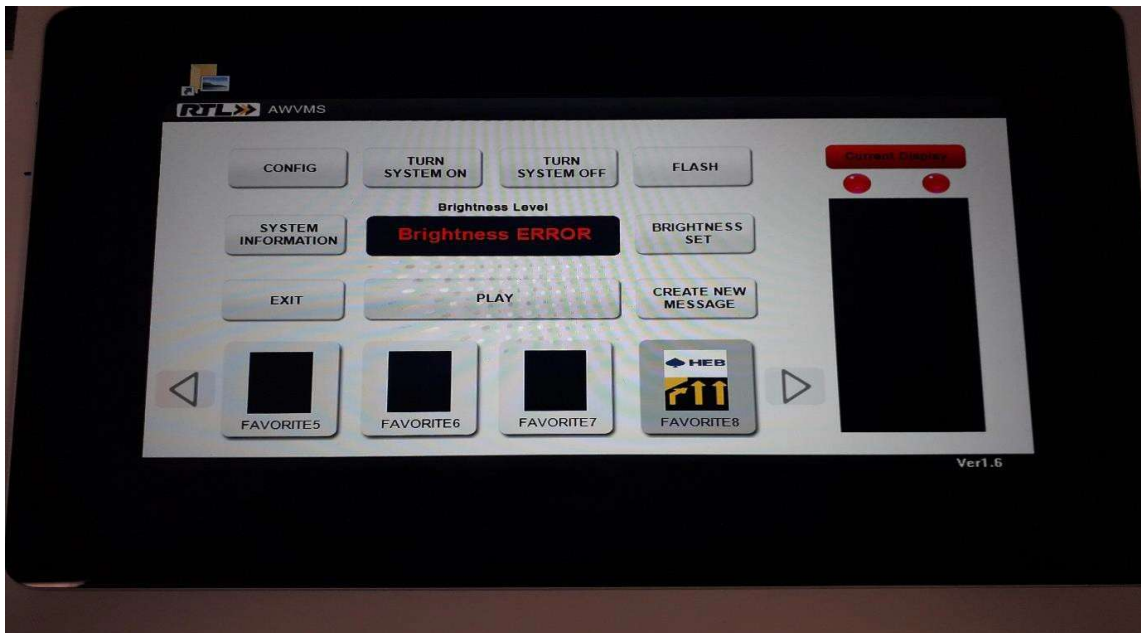 RTL AWVMS
CONFIG
TURN
SYSTEM ON
TURN
SYSTEM OFF
FLASH
Current Display
Brightness Level
SYSTEM
INFORMATION
Brightness ERROR
BRIGHTNESS
SET
EXIT
PLAY
CREATE NEW
MESSAGE
HEB
FAVORITE5
FAVORITE6
FAVORITE7
FAVORITE8
Ver1.6